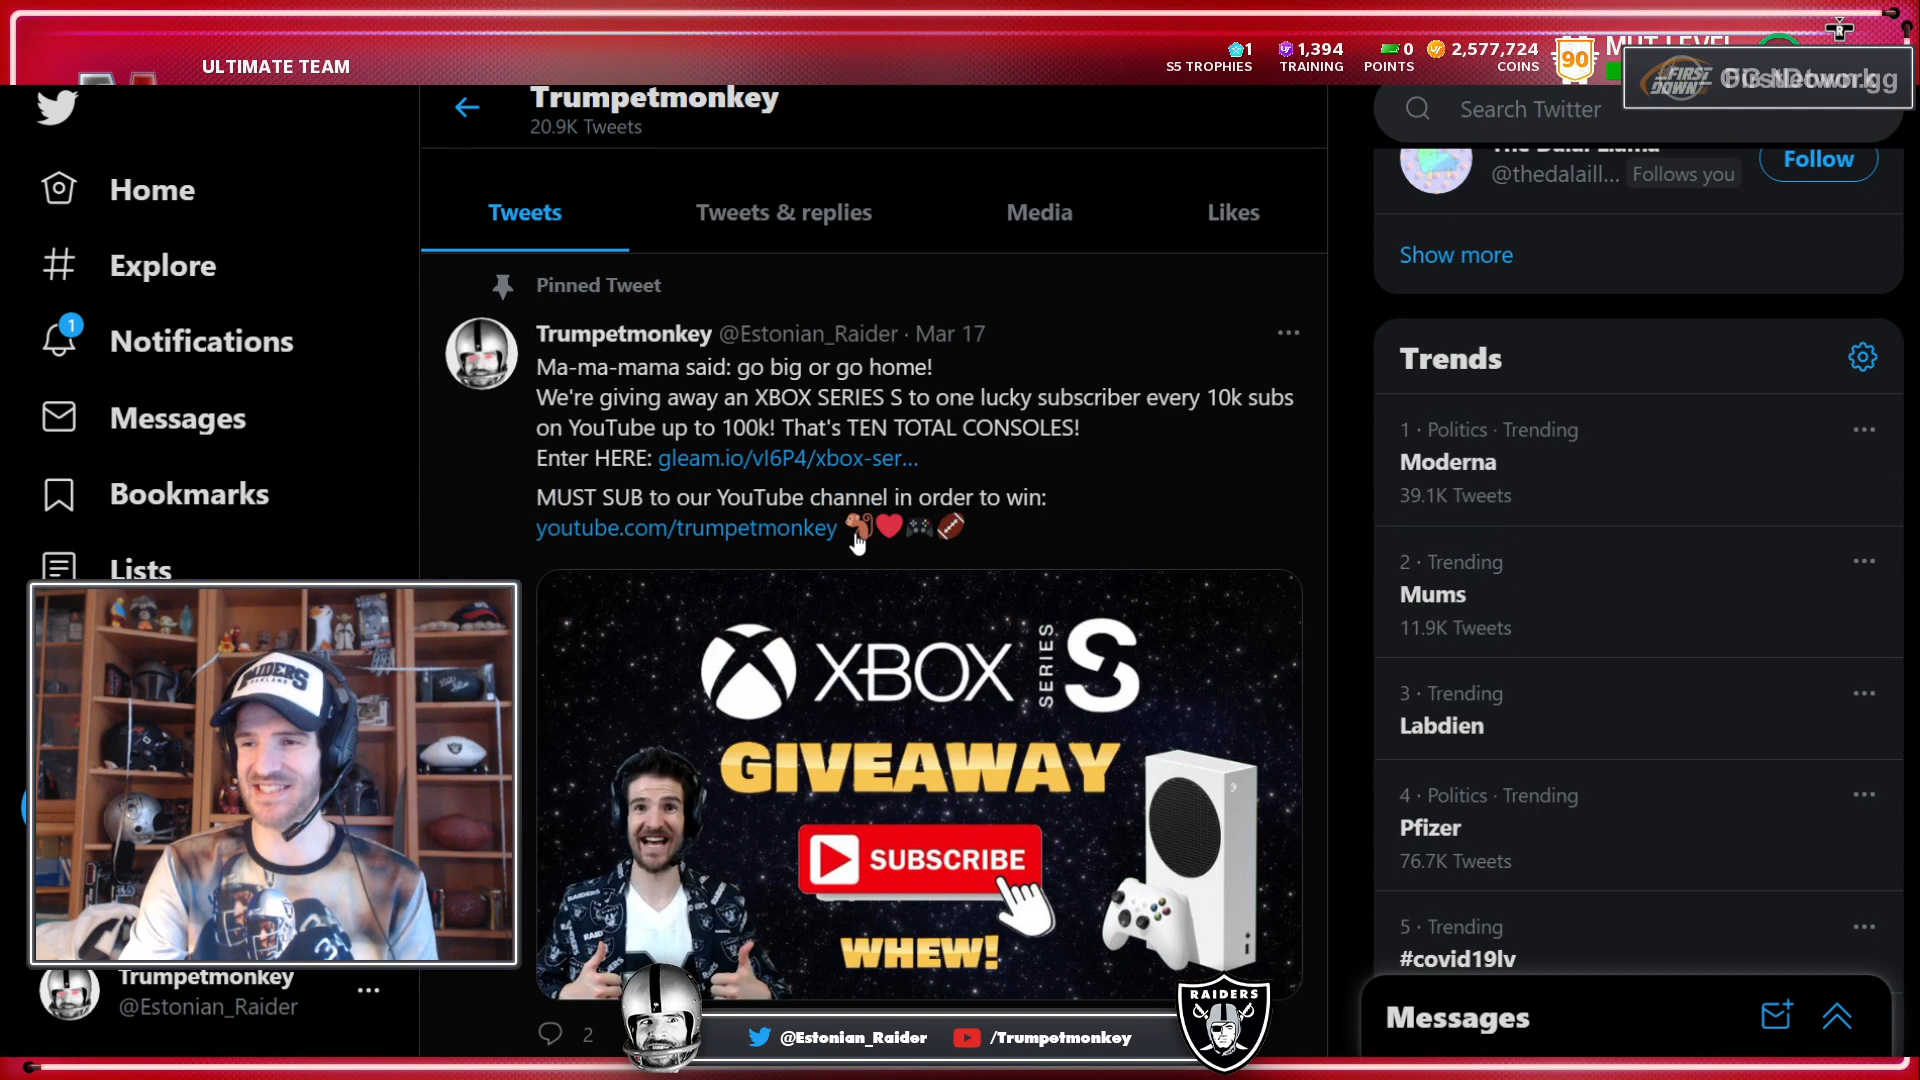 ULTIMATE TEAM
1
S5 TROPHIES
1,394
TRAINING
0
POINTS
2,577,724
COINS
90
MUT LEVEL
FIRST
DOWN
Trumpetmonkey
20.9K Tweets
Search Twitter
@thedalaill... Follows you
Follow
Show more
Home
Explore
Notifications
1
Messages
Bookmarks
Lists
Tweets
Tweets & replies
Media
Likes
Pinned Tweet
Trumpetmonkey @Estonian_Raider · Mar 17
Ma-ma-mama said: go big or go home!
We're giving away an XBOX SERIES S to one lucky subscriber every 10k subs
on YouTube up to 100k! That's TEN TOTAL CONSOLES!
Enter HERE: gleam.io/vI6P4/xbox-ser...
MUST SUB to our YouTube channel in order to win:
youtube.com/trumpetmonkey
XBOX SERIES S
GIVEAWAY
SUBSCRIBE
WHEW!
RAIDERS
2
Trends
1 · Politics · Trending
Moderna
39.1K Tweets
2 · Trending
Mums
11.9K Tweets
3 · Trending
Labdien
4 · Politics · Trending
Pfizer
76.7K Tweets
5 · Trending
#covid19lv
Messages
Trumpetmonkey
@Estonian_Raider
@Estonian_Raider
/Trumpetmonkey
RAIDERS